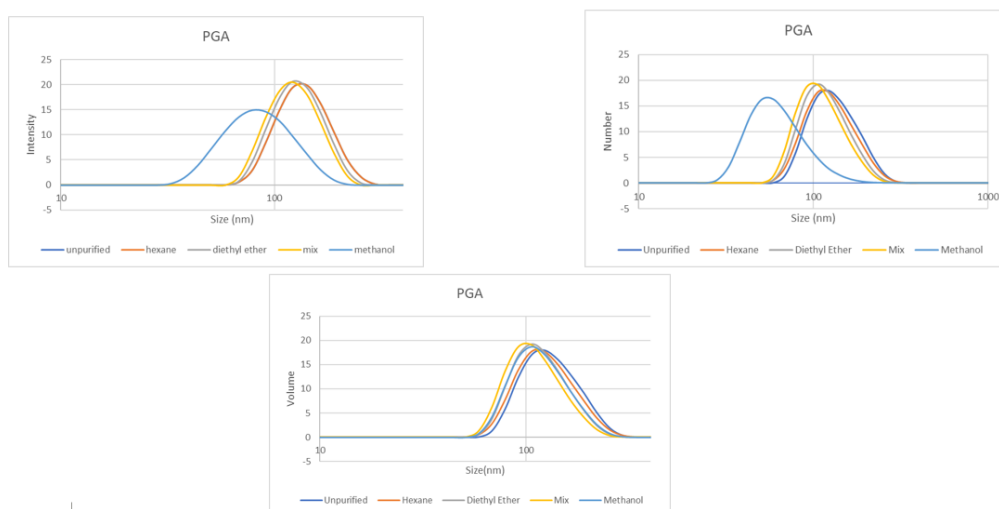 PGA
25
20
15
10
5
0
-5
Intensity
10 100
Size (nm)
unpurified hexane diethyl ether mix methanol
PGA
25
20
15
10
5
0
-5
Number
10 100 1000
Size (nm)
Unpurified Hexane Diethyl Ether Mix Methanol
PGA
25
20
15
10
5
0
-5
Volume
10 100
Size(nm)
Unpurified Hexane Diethyl Ether Mix Methanol